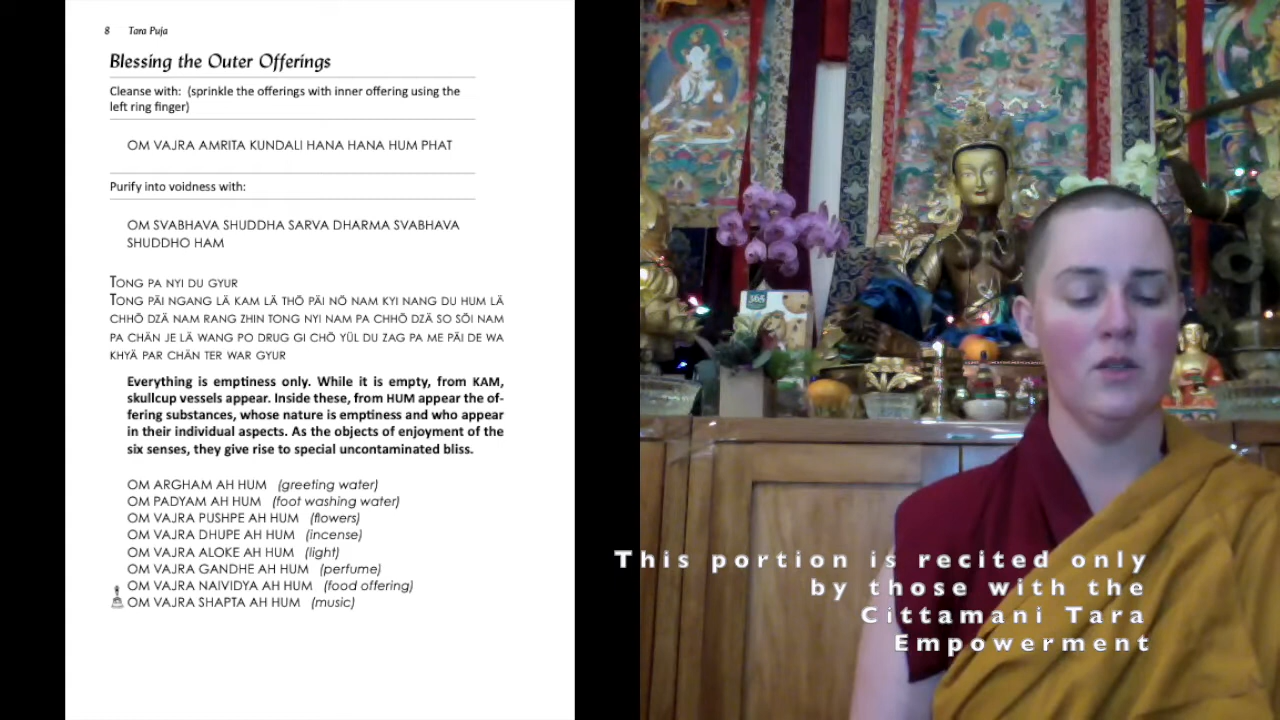 8 Tara Puja
Blessing the Outer Offerings
Cleanse with: (sprinkle the offerings with inner offering using the
left ring finger)
OM VAJRA AMRITA KUNDALI HANA HANA HUM PHAT
Purify into voidness with:
OM SVABHAVA SHUDDHA SARVA DHARMA SVABHAVA
SHUDDHO HAM
TONG PA NYI DU GYUR
TONG PÄI NGANG LÄ KAM LÄ THÖ PÄI NÖ NAM KYI NANG DU HUM LÄ
CHHÖ DZÄ NAM RANG ZHIN TONG NYI NAM PA CHHÖ DZÄ SO SÖI NAM
PA CHÄN JE LÄ WANG PO DRUG GI CHÖ YÜL DU ZAG PA ME PÄI DE WA
KHYÄ PAR CHÄN TER WAR GYUR
Everything is emptiness only. While it is empty, from KAM,
skullcup vessels appear. Inside these, from HUM appear the of-
fering substances, whose nature is emptiness and who appear
in their individual aspects. As the objects of enjoyment of the
six senses, they give rise to special uncontaminated bliss.
OM ARGHAM AH HUM (greeting water)
OM PADYAM AH HUM (foot washing water)
OM VAJRA PUSHPE AH HUM (flowers)
OM VAJRA DHUPE AH HUM (incense)
OM VAJRA ALOKE AH HUM (light)
OM VAJRA GANDHE AH HUM (perfume)
OM VAJRA NAIVIDYA AH HUM (food offering)
OM VAJRA SHAPTA AH HUM (music)
365
This portion is recited only
by those with the
Cittamani Tara
Empowerment